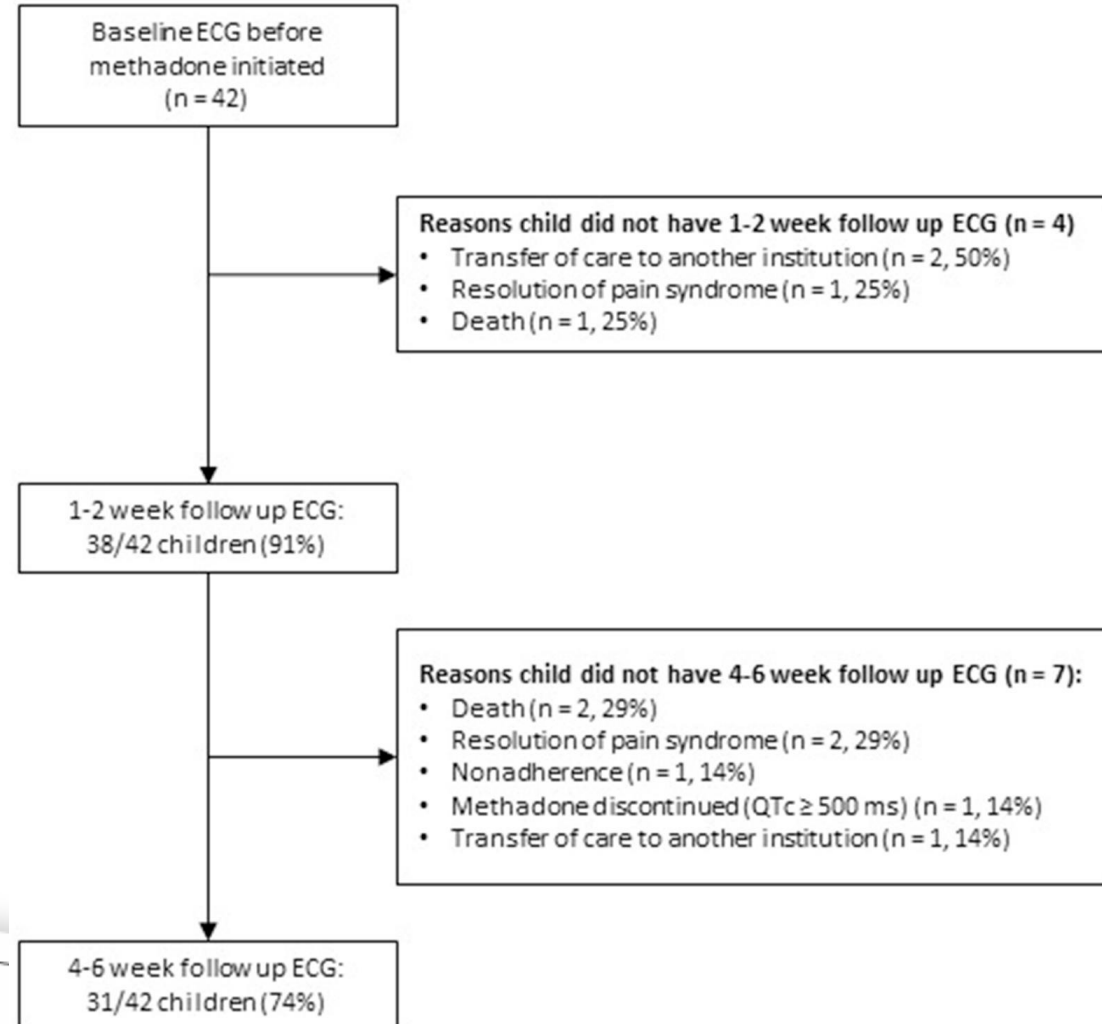 Baseline ECG before
methadone initiated
(n = 42)
Reasons child did not have 1-2 week follow up ECG (n = 4)
• Transfer of care to another institution (n = 2, 50%)
• Resolution of pain syndrome (n = 1, 25%)
• Death (n = 1, 25%)
1-2 week follow up ECG:
38/42 children (91%)
Reasons child did not have 4-6 week follow up ECG (n = 7):
• Death (n = 2, 29%)
• Resolution of pain syndrome (n = 2, 29%)
• Nonadherence (n = 1, 14%)
• Methadone discontinued (QTc ≥ 500 ms) (n = 1, 14%)
• Transfer of care to another institution (n = 1, 14%)
4-6 week follow up ECG:
31/42 children (74%)